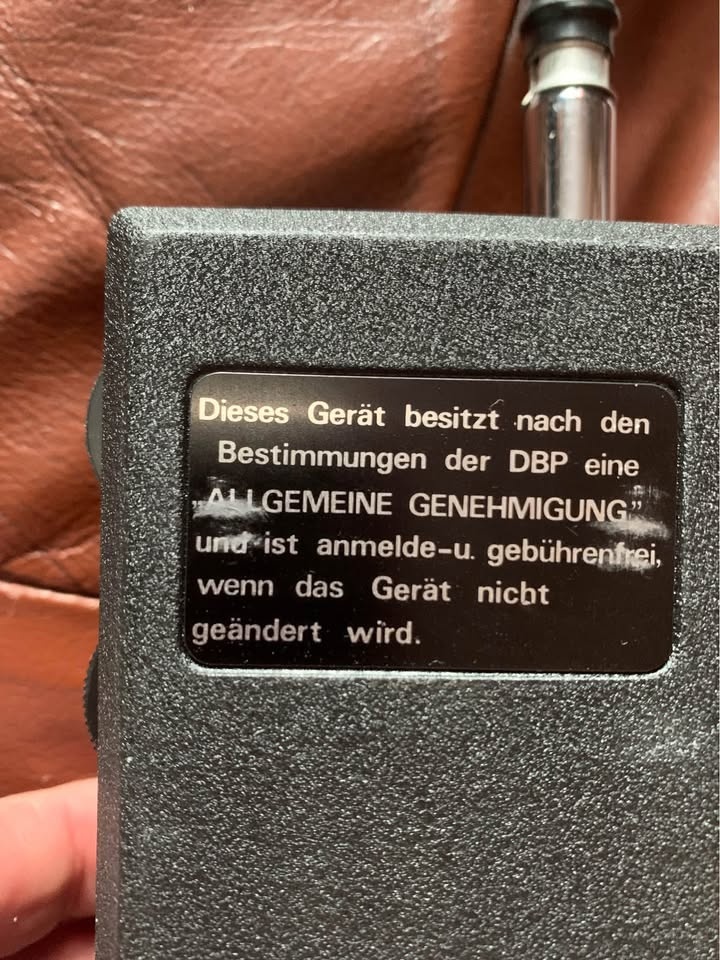 Dieses Gerät besitzt nach den
Bestimmungen der DBP eine
„ALLGEMEINE GENEHMIGUNG”
und ist anmelde-u. gebührenfrei,
wenn das Gerät nicht
geändert wird.